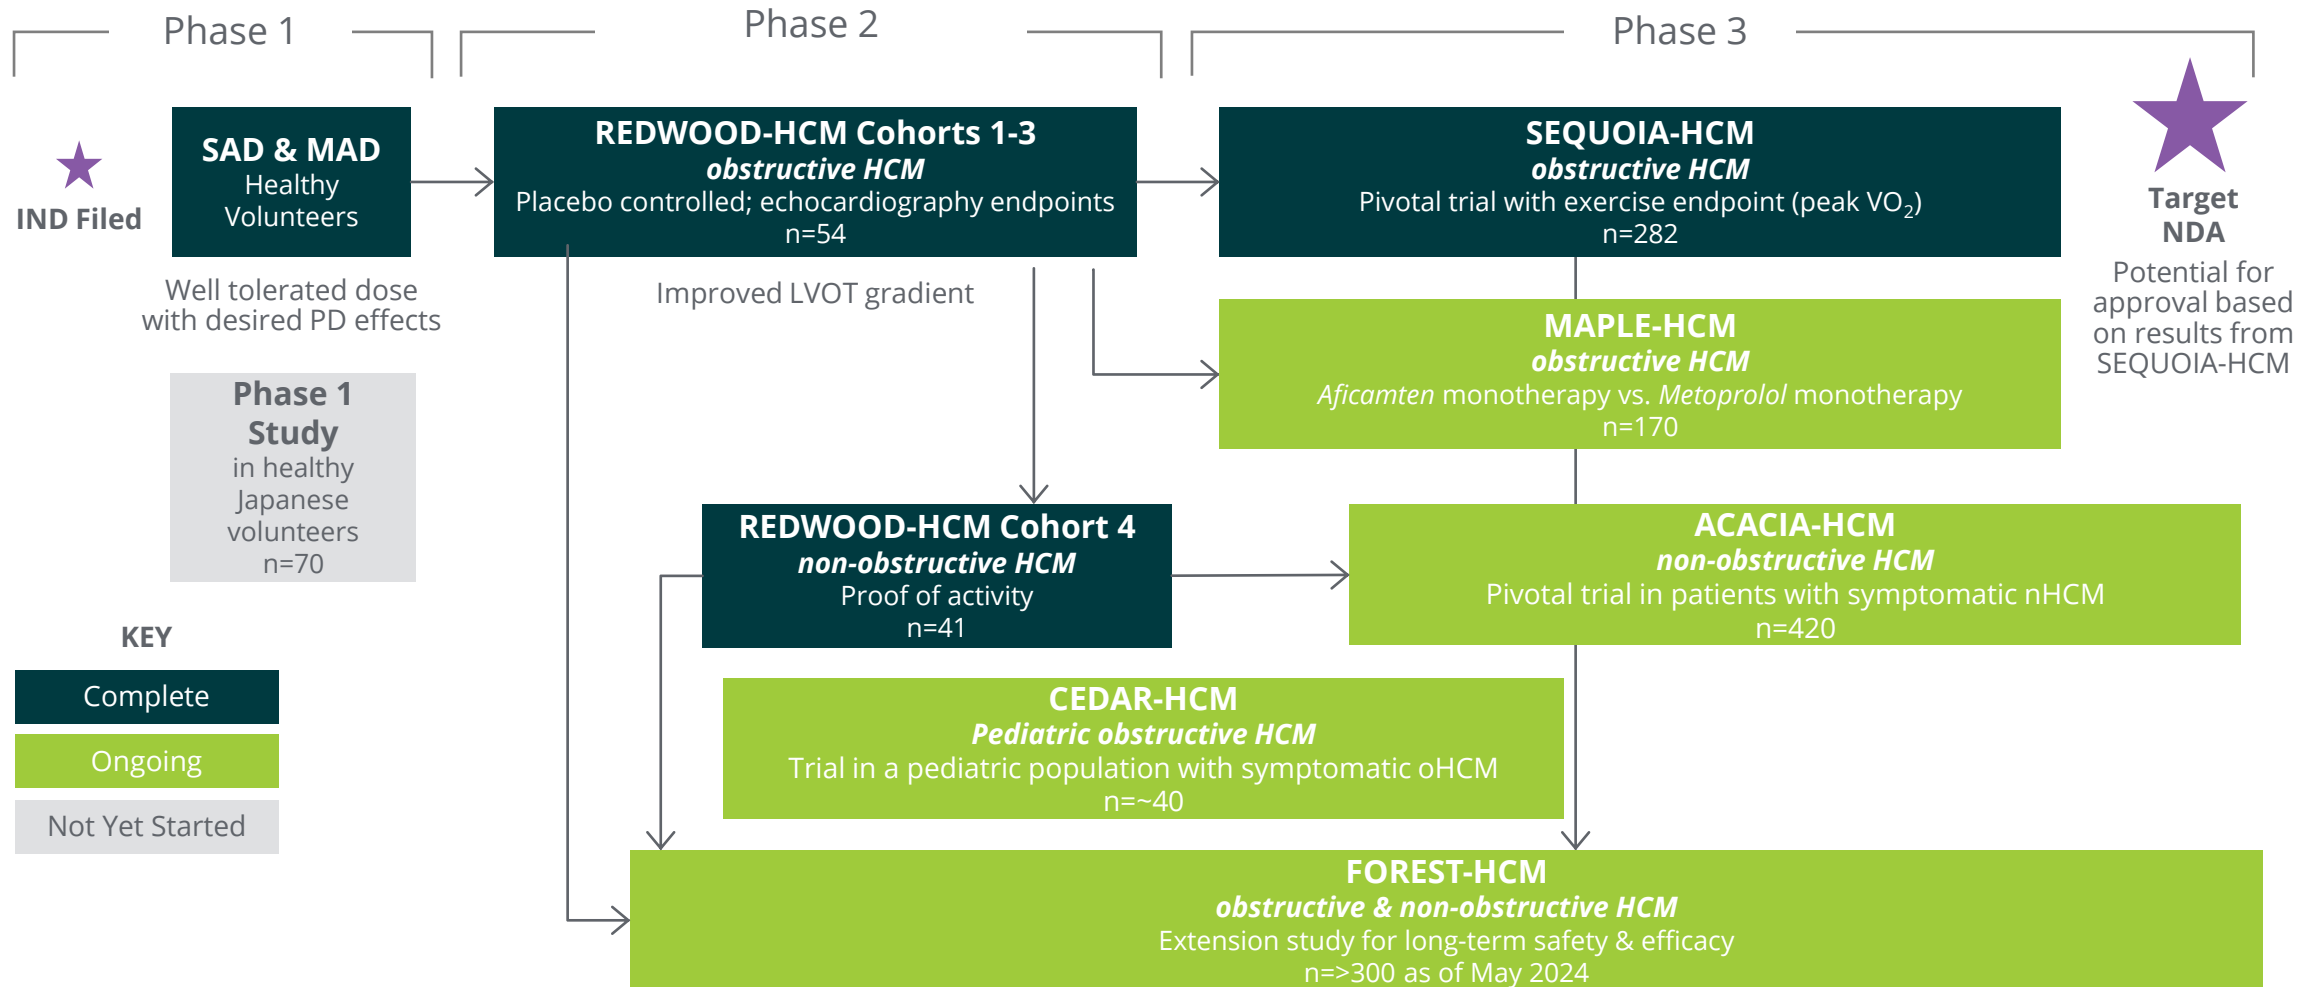 Phase 1
Phase 2
Phase 3
IND Filed
SAD & MAD
Healthy
Volunteers
Well tolerated dose
with desired PD effects
Phase 1
Study
in healthy
Japanese
volunteers
n=70
KEY
Complete
Ongoing
Not Yet Started
REDWOOD-HCM Cohorts 1-3
obstructive HCM
Placebo controlled; echocardiography endpoints
n=54
Improved LVOT gradient
REDWOOD-HCM Cohort 4
non-obstructive HCM
Proof of activity
n=41
CEDAR-HCM
Pediatric obstructive HCM
Trial in a pediatric population with symptomatic oHCM
n=~40
SEQUOIA-HCM
obstructive HCM
Pivotal trial with exercise endpoint (peak VO₂)
n=282
MAPLE-HCM
obstructive HCM
Aficamten monotherapy vs. Metoprolol monotherapy
n=170
ACACIA-HCM
non-obstructive HCM
Pivotal trial in patients with symptomatic nHCM
n=420
FOREST-HCM
obstructive & non-obstructive HCM
Extension study for long-term safety & efficacy
n=>300 as of May 2024
Target
NDA
Potential for
approval based
on results from
SEQUOIA-HCM